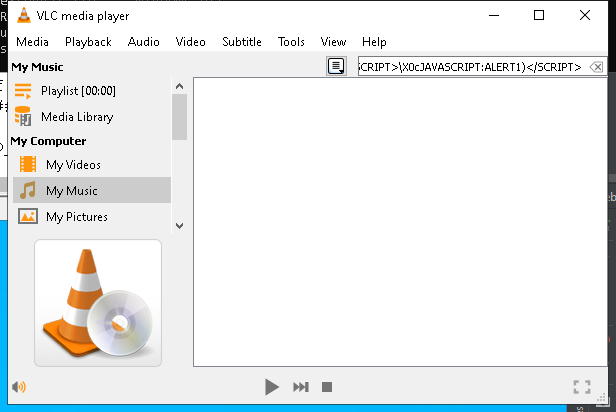 VLC media player
Media Playback Audio Video Subtitle Tools View Help
My Music
SCRIPT>\X0cJAVASCRIPT:ALERT1)</SCRIPT>
Playlist [00:00]
Media Library
My Computer
My Videos
My Music
My Pictures